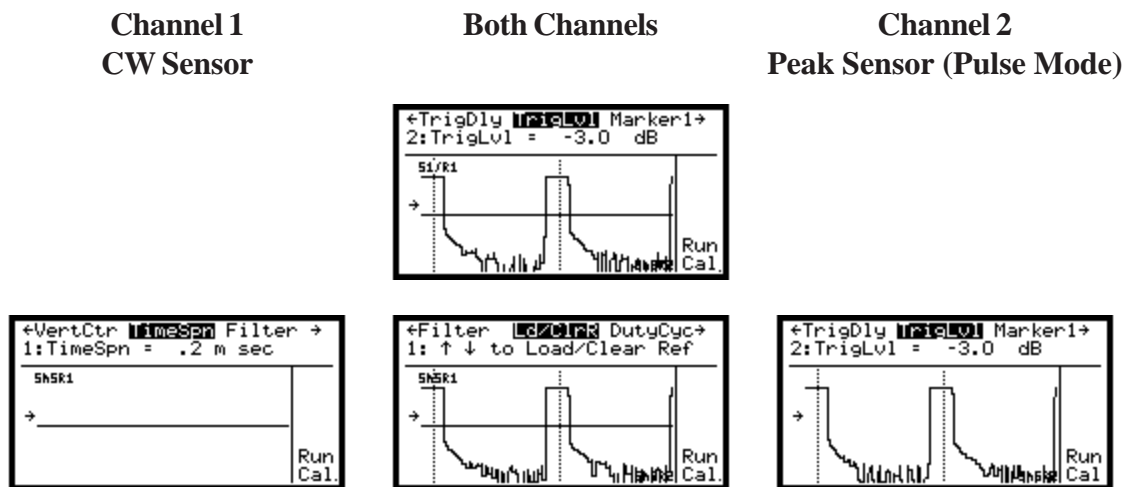 Channel 1
CW Sensor
Both Channels
Channel 2
Peak Sensor (Pulse Mode)
←TrigDly TrigLvl Marker1→
2:TrigLvl = -3.0 dB
S1/R1
→
Run
Cal.
←VertCtr TimeSpn Filter →
1:TimeSpn = .2 m sec
ShSR1
→
Run
Cal.
←Filter Ld/ClrR DutyCyc→
1: ↑ ↓ to Load/Clear Ref
ShSR1
→
Run
Cal
←TrigDly TrigLvl Marker1→
2:TrigLvl = -3.0 dB
→
Run
Cal